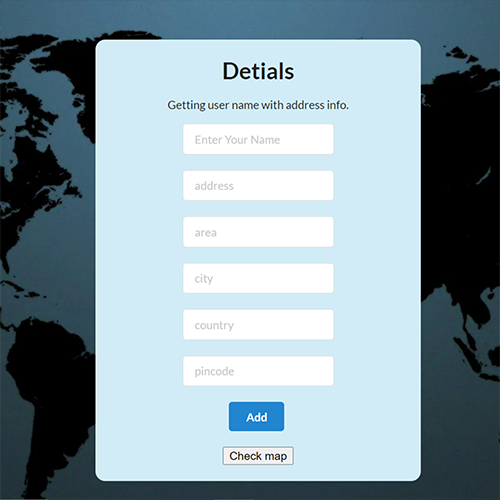 Detials
Getting user name with address info.
Enter Your Name
address
area
city
country
pincode
Add
Check map